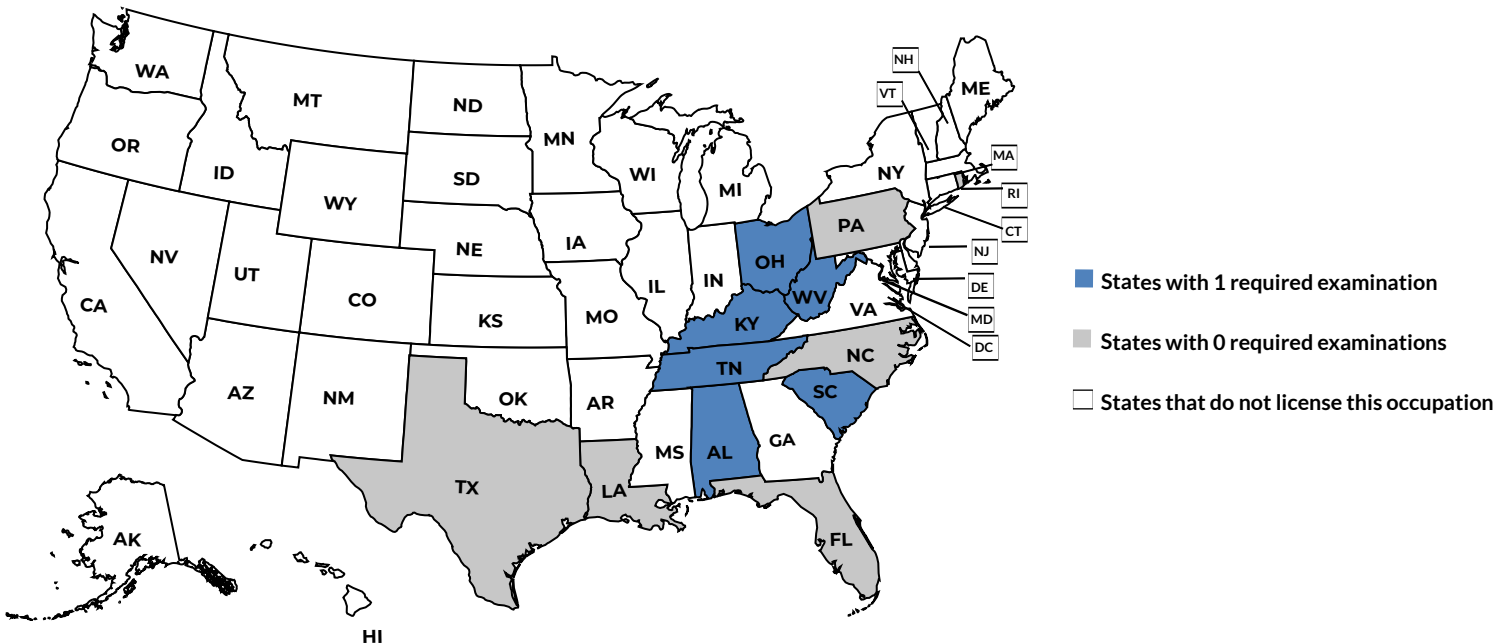 WA
MT
ND
MN
OR
ID
WY
SD
WI
MI
NY
VT
NH
ME
MA
RI
CT
NJ
DE
MD
DC
NV
UT
CO
NE
IA
IL
IN
OH
PA
WV
VA
CA
KS
MO
KY
AZ
NM
OK
AR
TN
NC
SC
TX
LA
MS
AL
GA
FL
AK
HI
States with 1 required examination
States with 0 required examinations
States that do not license this occupation